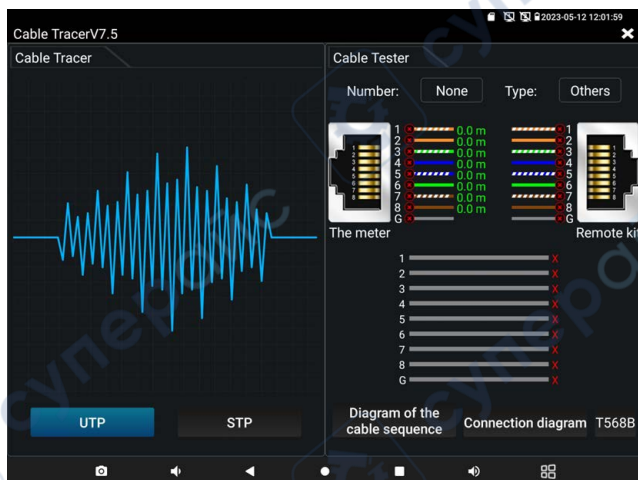 2023-05-12 12:01:59
Cable TracerV7.5
Cable Tracer
Cable Tester
Number: None Type: Others
1 0.0 m 1
2 0.0 m 2
3 0.0 m 3
4 0.0 m 4
5 0.0 m 5
6 0.0 m 6
7 0.0 m 7
8 0.0 m 8
G G
The meter
Remote kit
1 X
2 X
3 X
4 X
5 X
6 X
7 X
8 X
G X
UTP
STP
Diagram of the
cable sequence
Connection diagram
T568B